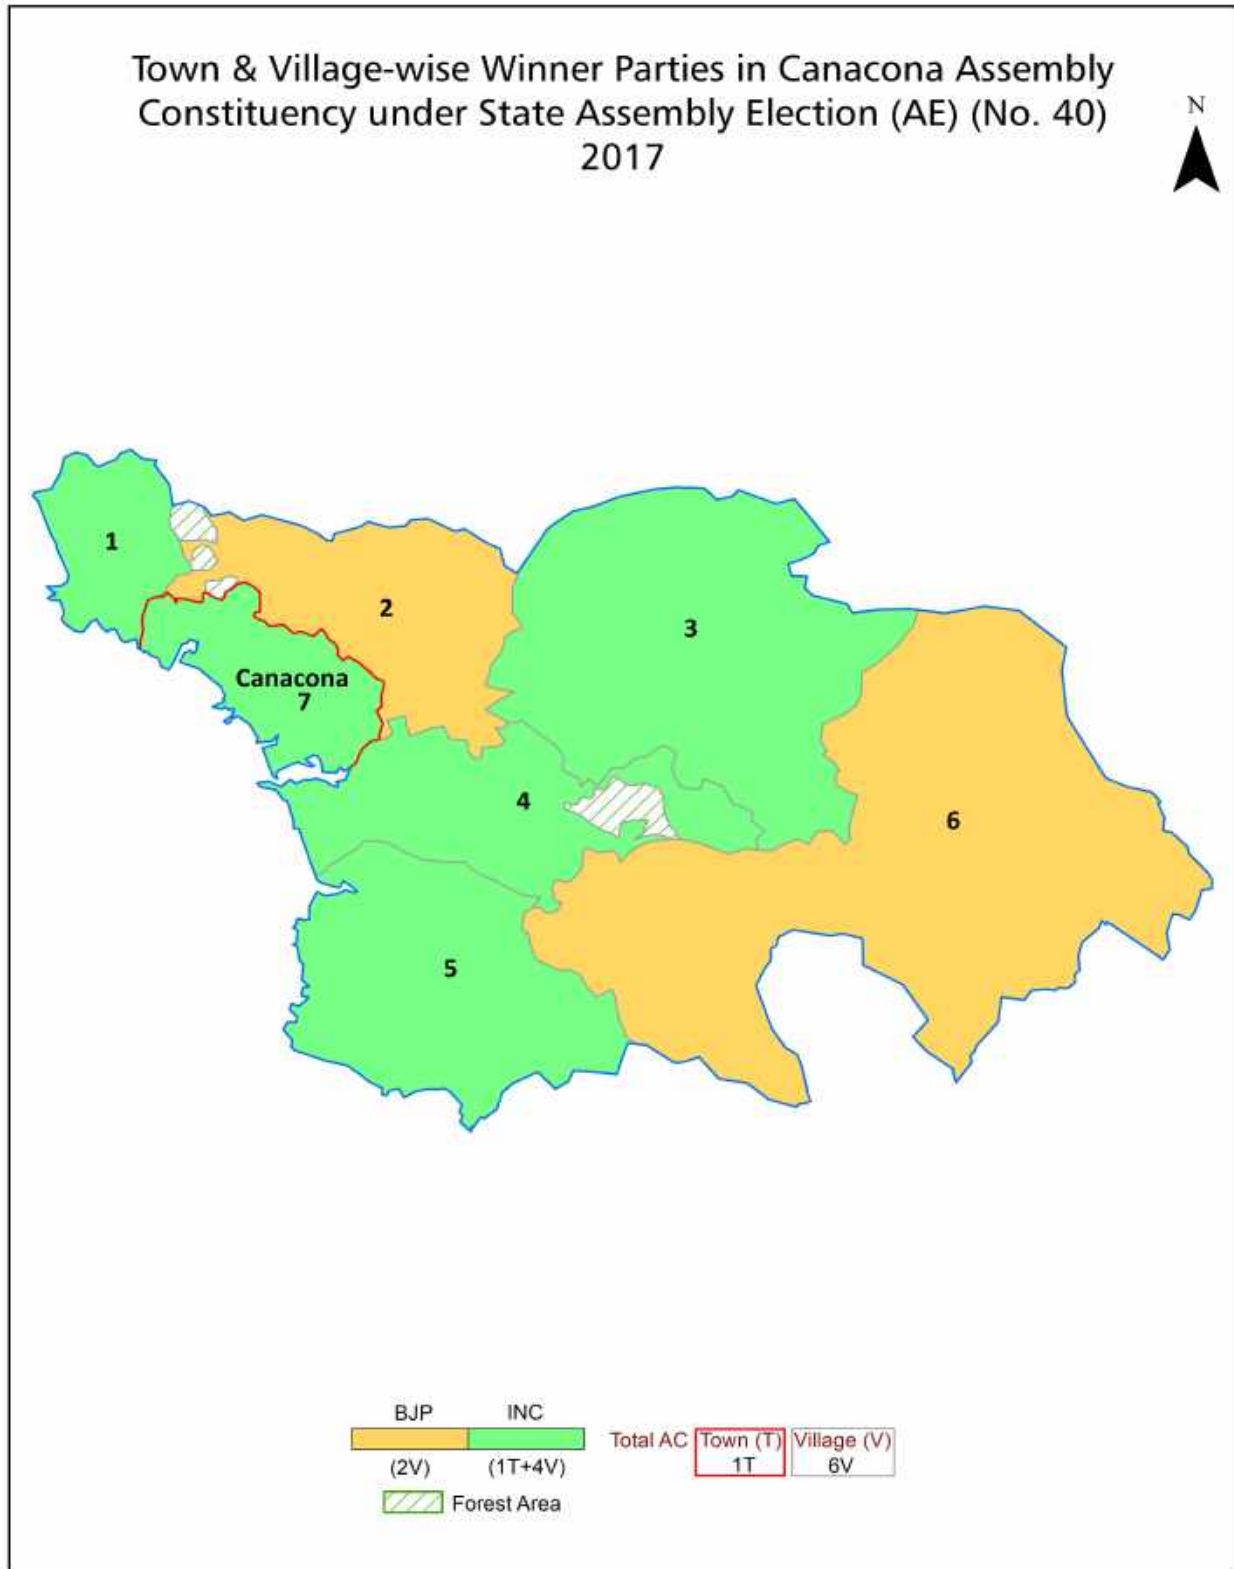 Town & Village-wise Winner Parties in Canacona Assembly
Constituency under State Assembly Election (AE) (No. 40)
2017
N
1
2
3
Canacona
7
4
6
5
BJP INC
Total AC Town (T) Village (V)
(2V) (1T+4V) 1T 6V
Forest Area